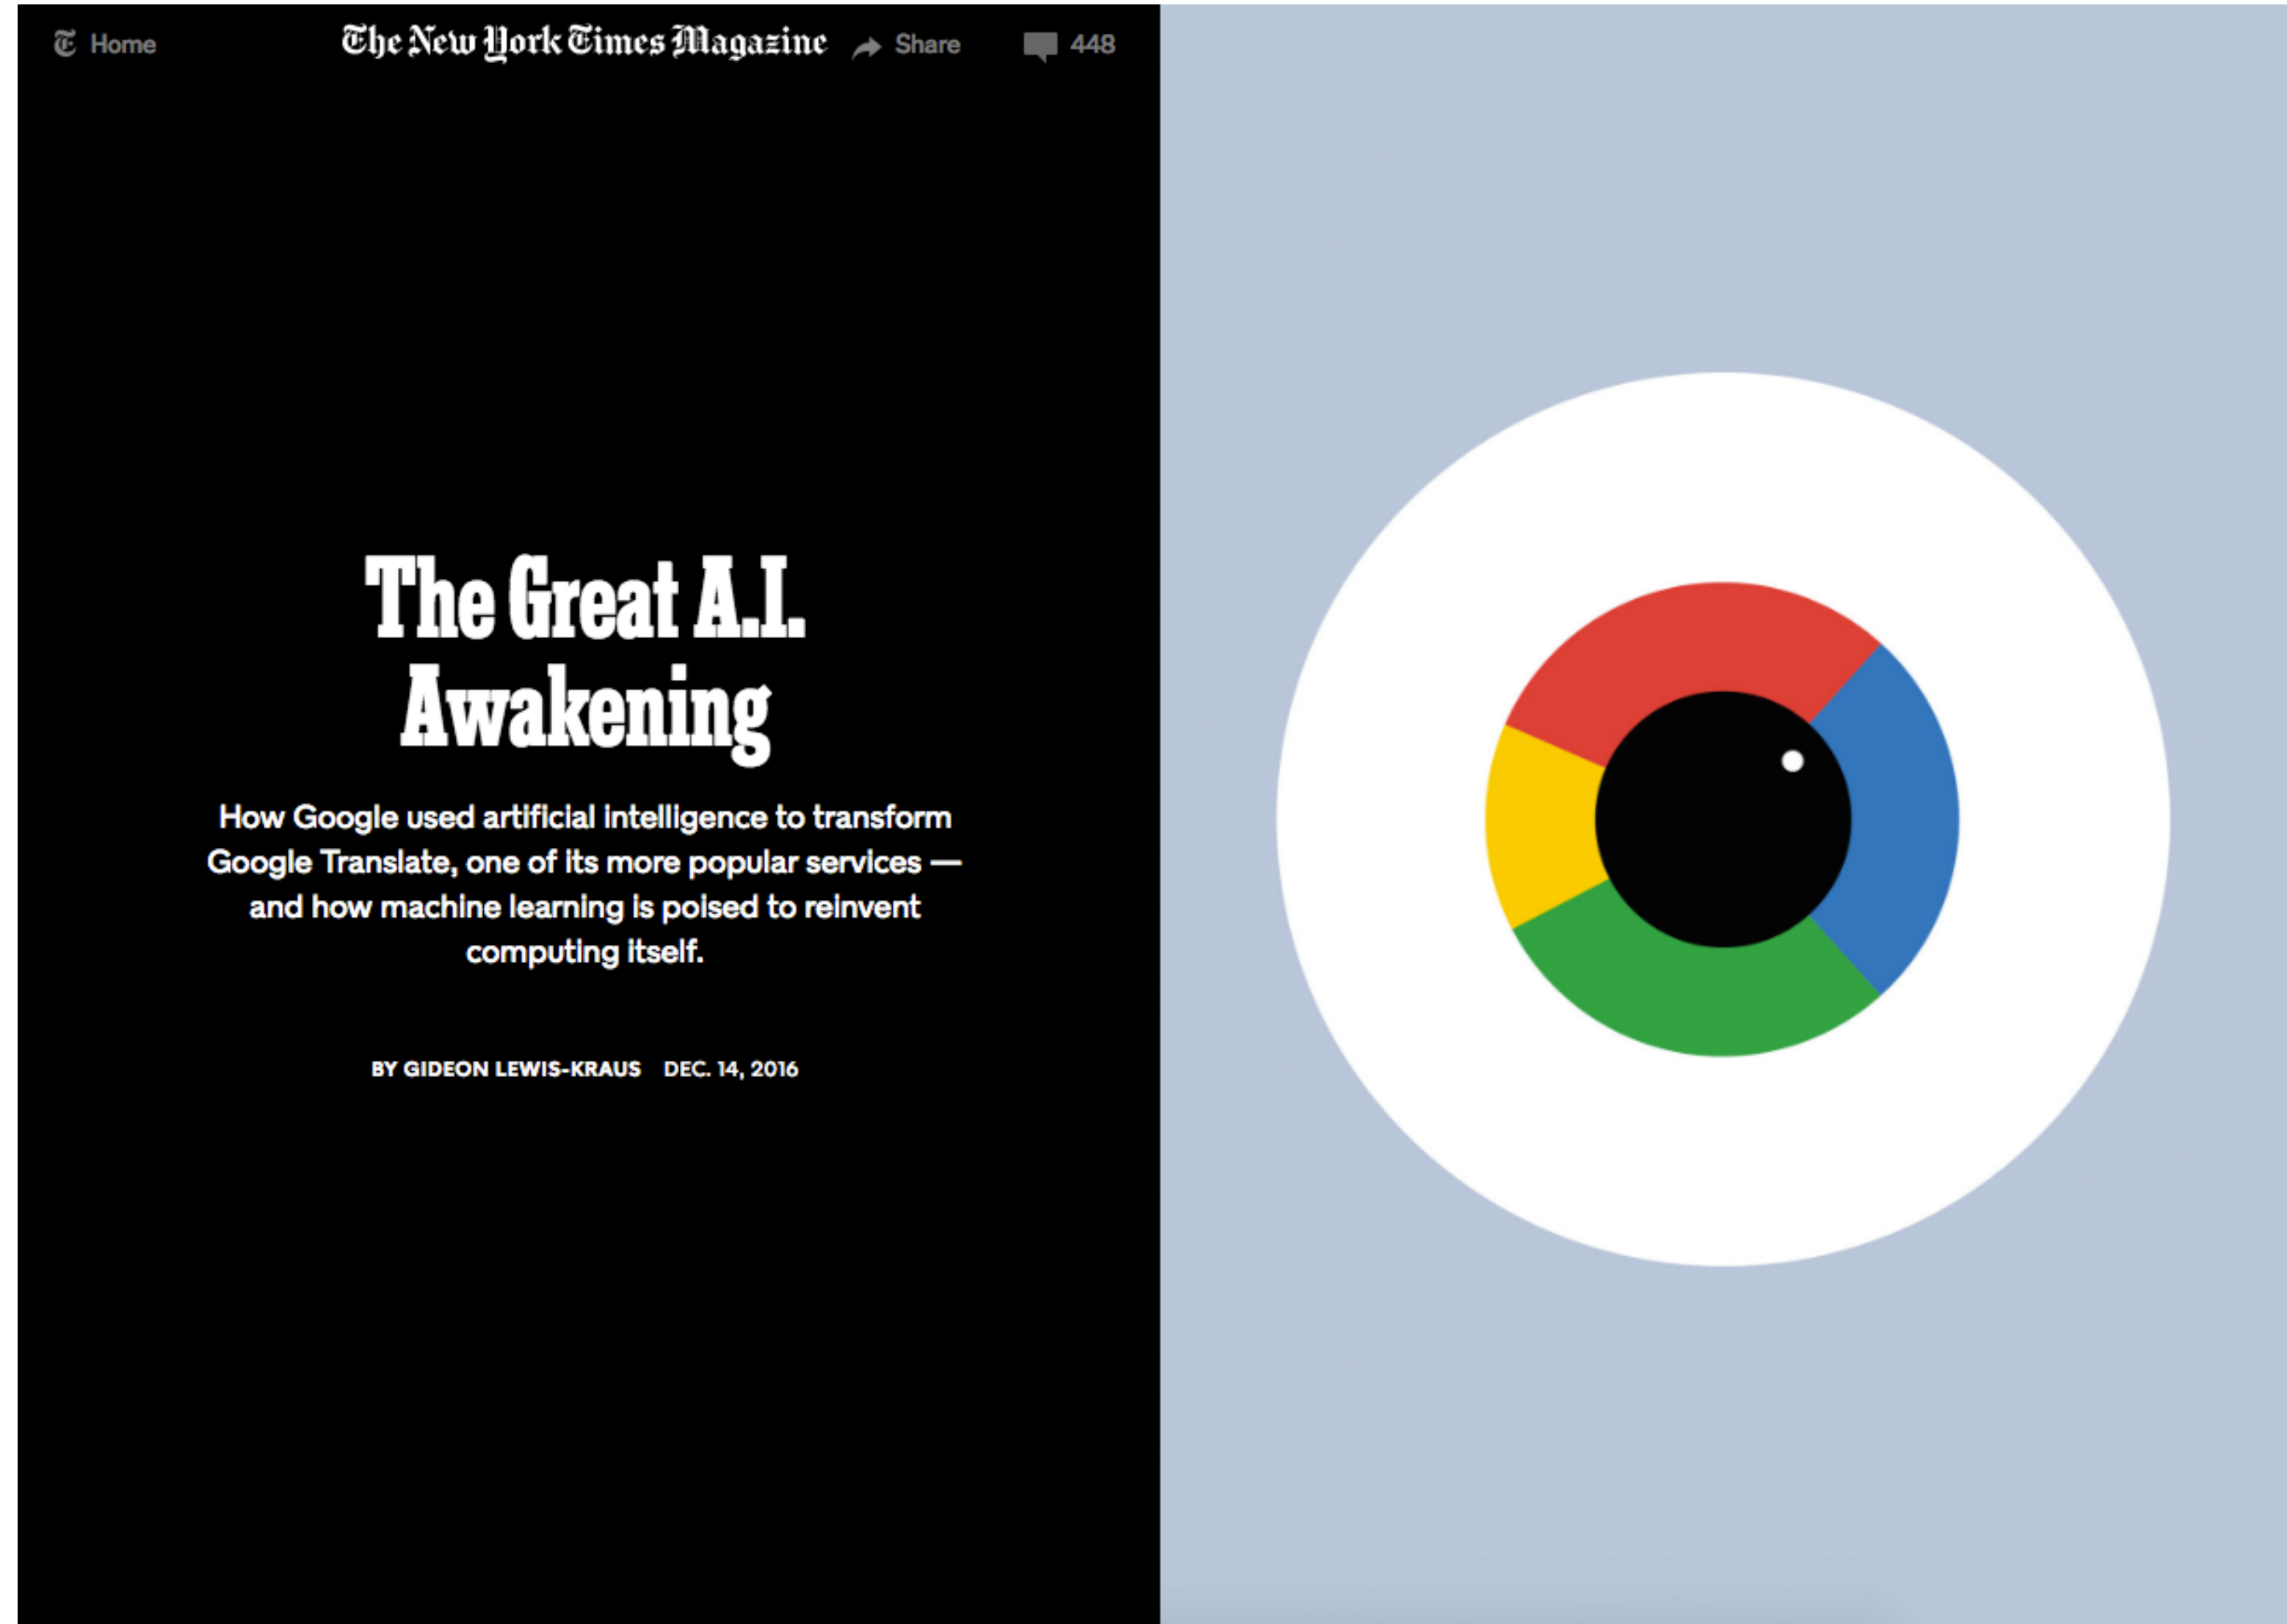 Home
The New York Times Magazine
Share
448
The Great A.I.
Awakening
How Google used artificial intelligence to transform
Google Translate, one of its more popular services —
and how machine learning is poised to reinvent
computing itself.
BY GIDEON LEWIS-KRAUS DEC. 14, 2016